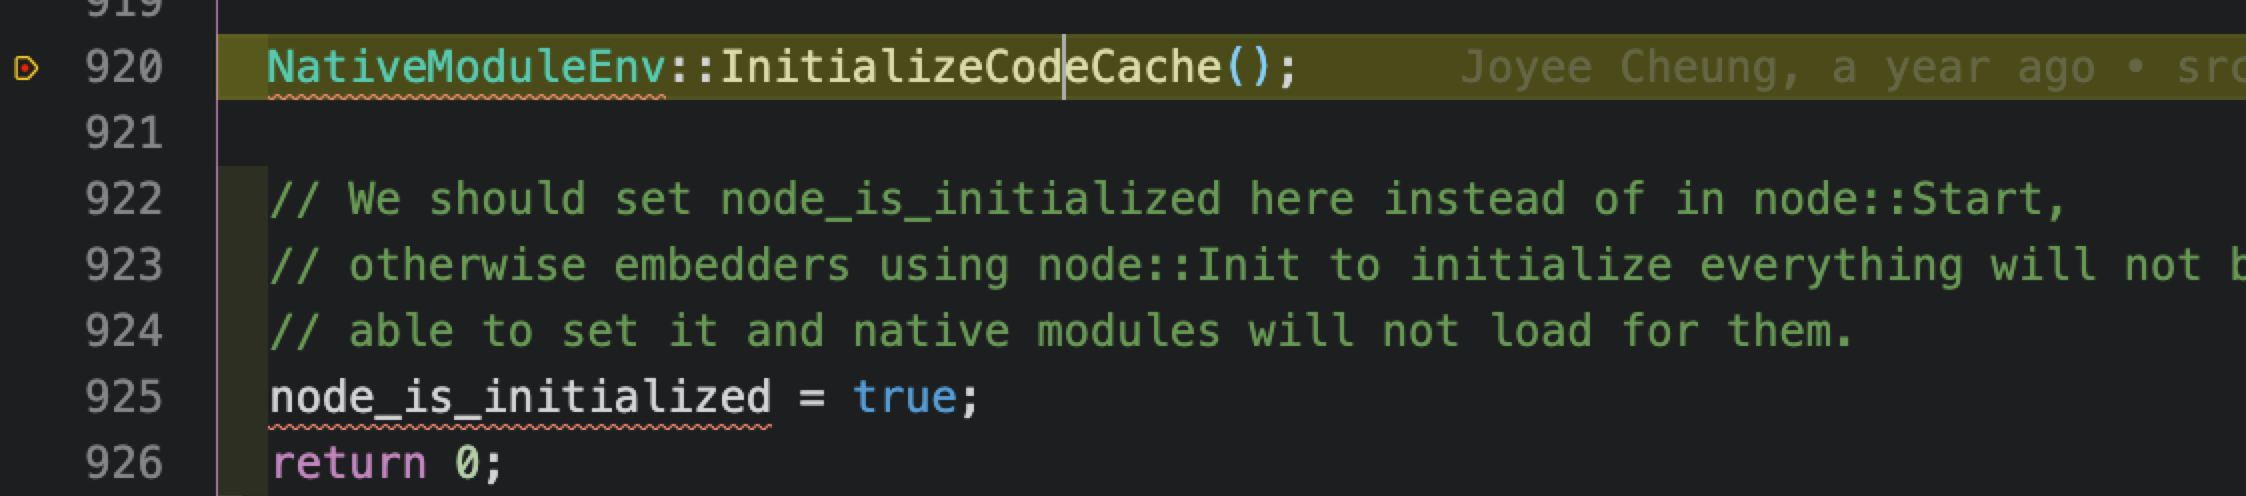 919
920 NativeModuleEnv::InitializeCodeCache(); Joyee Cheung, a year ago • src
921
922 // We should set node_is_initialized here instead of in node::Start,
923 // otherwise embedders using node::Init to initialize everything will not b
924 // able to set it and native modules will not load for them.
925 node_is_initialized = true;
926 return 0;